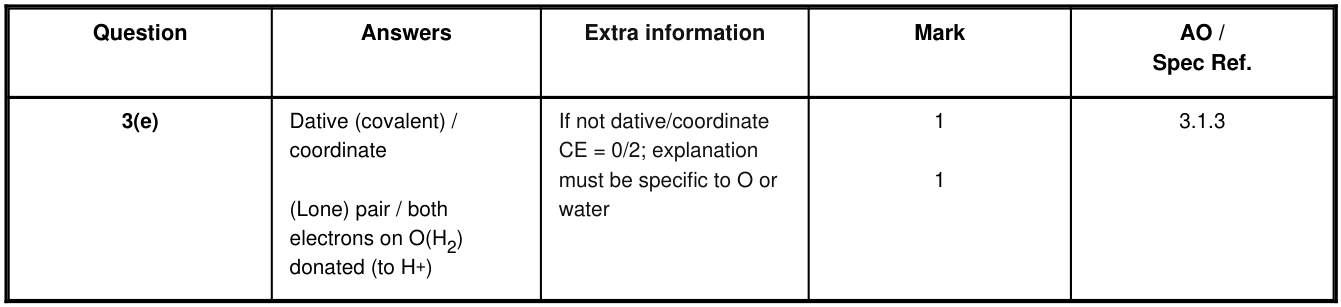 Question Answers Extra information Mark AO /
Spec Ref.
3(e) Dative (covalent) / If not dative/coordinate 1 3.1.3
coordinate CE = 0/2; explanation
must be specific to O or 1
(Lone) pair / both water
electrons on O(H2)
donated (to H+)